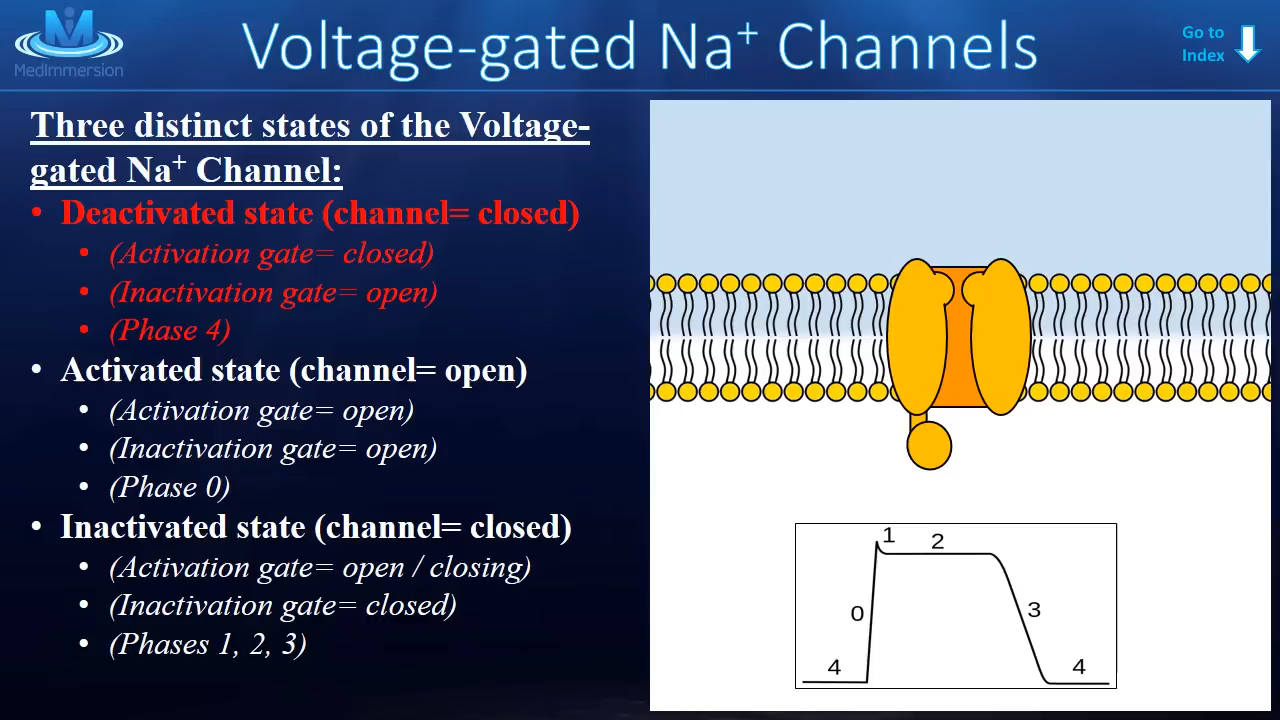 MedImmersion
Voltage-gated Na⁺ Channels
Go to
Index
Three distinct states of the Voltage-
gated Na⁺ Channel:
• Deactivated state (channel= closed)
• (Activation gate= closed)
• (Inactivation gate= open)
• (Phase 4)
• Activated state (channel= open)
• (Activation gate= open)
• (Inactivation gate= open)
• (Phase 0)
• Inactivated state (channel= closed)
• (Activation gate= open / closing)
• (Inactivation gate= closed)
• (Phases 1, 2, 3)
1
2
0
3
4
4